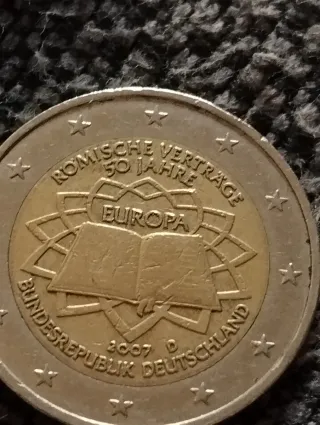 RÖMISCHE VERTRÄGE
50 JAHRE
EUROPA
2007 D
BUNDESREPUBLIK DEUTSCHLAND